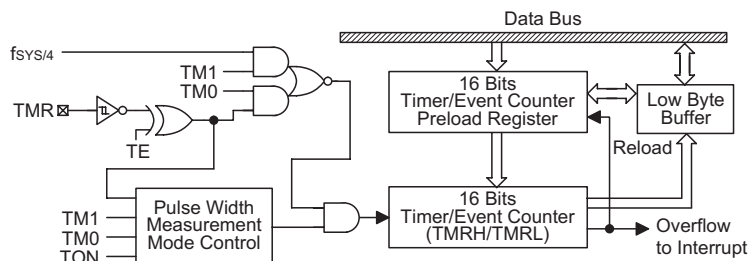 Data Bus
fSYS/4
TM1
TM0
TMR
TE
16 Bits
Timer/Event Counter
Preload Register
Low Byte
Buffer
Reload
TM1
TM0
TON
Pulse Width
Measurement
Mode Control
16 Bits
Timer/Event Counter
(TMRH/TMRL)
Overflow
to Interrupt